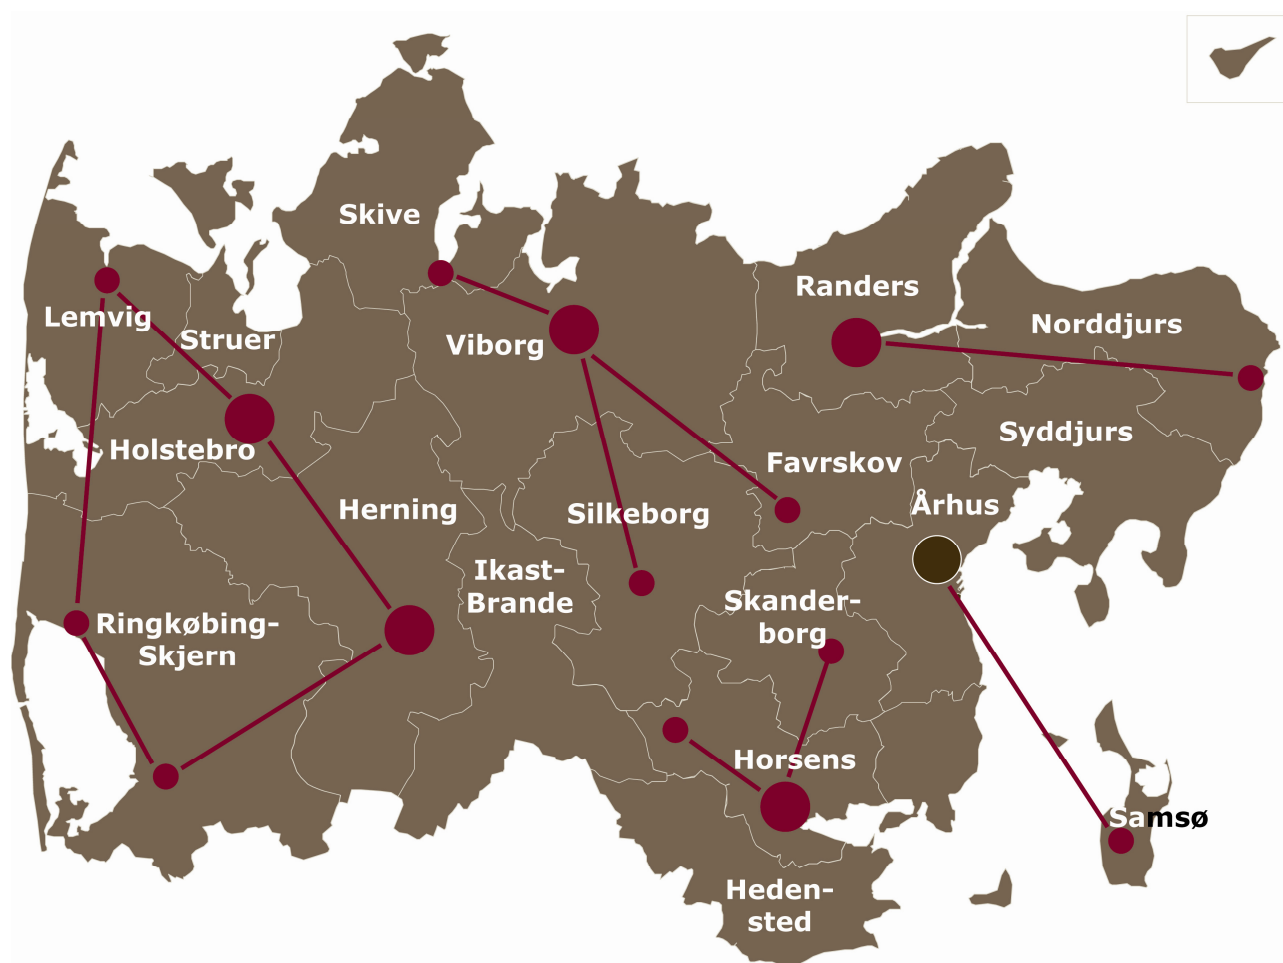 Skive
Randers
Lemvig
Norddjurs
Struer
Viborg
Holstebro
Syddjurs
Favrskov
Herning
Silkeborg
Århus
Ikast-
Brande
Skander-
borg
Ringkøbing-
Skjern
Horsens
Samsø
Heden-
sted